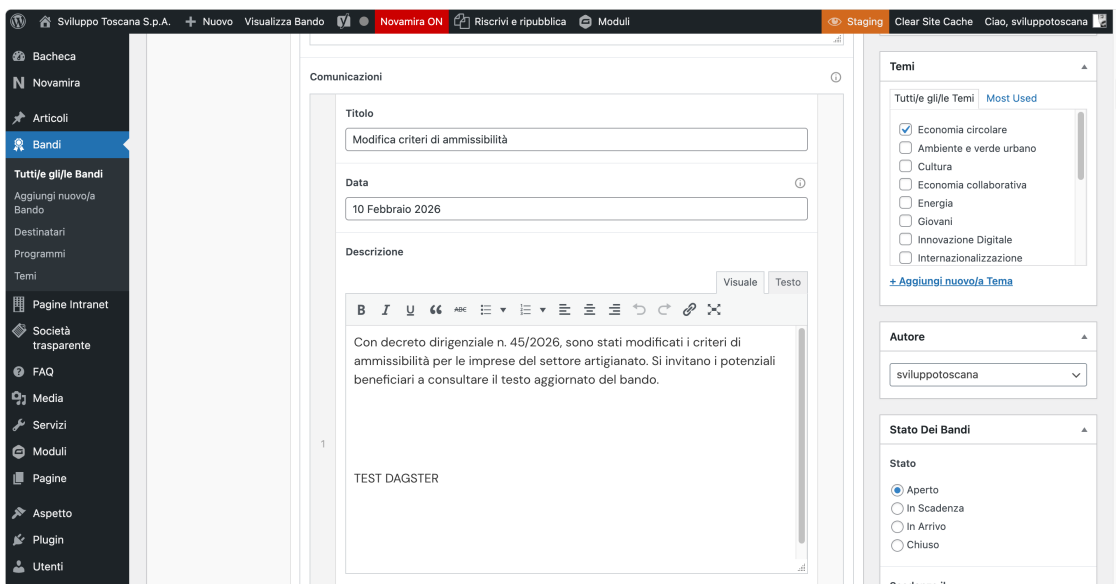 Sviluppo Toscana S.p.A. Nuovo Visualizza Bando Novamira ON Riscrivi e ripubblica Moduli Staging Clear Site Cache Ciao, sviluppotoscana
Bacheca
Novamira
Articoli
Bandi
Tutti/e gli/le Bandi
Aggiungi nuovo/a
Bando
Destinatari
Programmi
Temi
Pagine Intranet
Società
trasparente
FAQ
Media
Servizi
Moduli
Pagine
Aspetto
Plugin
Utenti
Comunicazioni
1
Titolo
Modifica criteri di ammissibilità
Data
10 Febbraio 2026
Descrizione
Visuale Testo
B I U ABC
Con decreto dirigenziale n. 45/2026, sono stati modificati i criteri di
ammissibilità per le imprese del settore artigianato. Si invitano i potenziali
beneficiari a consultare il testo aggiornato del bando.
TEST DAGSTER
Temi
Tutti/e gli/le Temi Most Used
Economia circolare
Ambiente e verde urbano
Cultura
Economia collaborativa
Energia
Giovani
Innovazione Digitale
Internazionalizzazione
+ Aggiungi nuovo/a Tema
Autore
sviluppotoscana
Stato Dei Bandi
Stato
Aperto
In Scadenza
In Arrivo
Chiuso